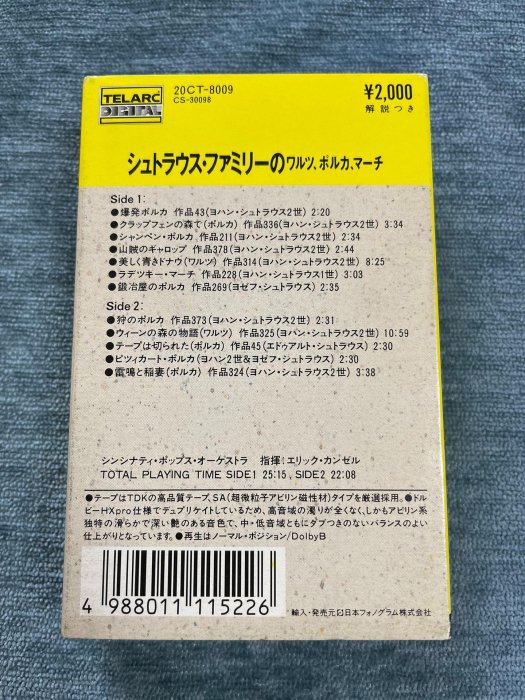 TELARC
DIGITAL
20CT-8009
CS-30098
¥2,000
解説つき
シュトラウス・ファミリーのワルツ、ポルカ、マーチ
Side 1:
●爆発ポルカ 作品43(ヨハン・シュトラウス2世) 2:20
●クラップフェンの森で(ポルカ) 作品336(ヨハン・シュトラウス2世) 3:34
●シャンペン・ポルカ 作品211(ヨハン・シュトラウス2世) 2:34
●山賊のギャロップ 作品378(ヨハン・シュトラウス2世) 2:44
●美しく青きドナウ(ワルツ) 作品314(ヨハン・シュトラウス2世) 8:25
●ラデツキー・マーチ 作品228(ヨハン・シュトラウス1世) 3:03
●鍛冶屋のポルカ 作品269(ヨゼフ・シュトラウス) 2:35
Side 2:
●狩のポルカ 作品373(ヨハン・シュトラウス2世) 2:31
●ウィーンの森の物語(ワルツ) 作品325(ヨハン・シュトラウス2世) 10:59
●テープは切られた(ポルカ) 作品45(エドゥアルト・シュトラウス) 2:30
●ピツィカート・ポルカ(ヨハン2世&ヨゼフ・シュトラウス) 2:30
●雷鳴と稲妻(ポルカ) 作品324(ヨハン・シュトラウス2世) 3:38
シンシナティ・ポップス・オーケストラ 指揮:エリック・カンゼル
TOTAL PLAYING TIME SIDE1 25:15, SIDE2 22:08
●テープはTDKの高品質テープ、SA(超微粒子アビリン磁性材)タイプを厳選採用。●ドル
ビーHXpro仕様でデュプリケイトしているため、高音域の濁りが全くなく、しかもアビリン系
独特の滑らかで深い艶のある音色で、中・低音域ともにダブつきのないバランスのよい
仕上がりとなっています。●再生はノーマル・ポジション/DolbyB
4 988011 115226
・輸入・発売元 日本フォノグラム株式会社